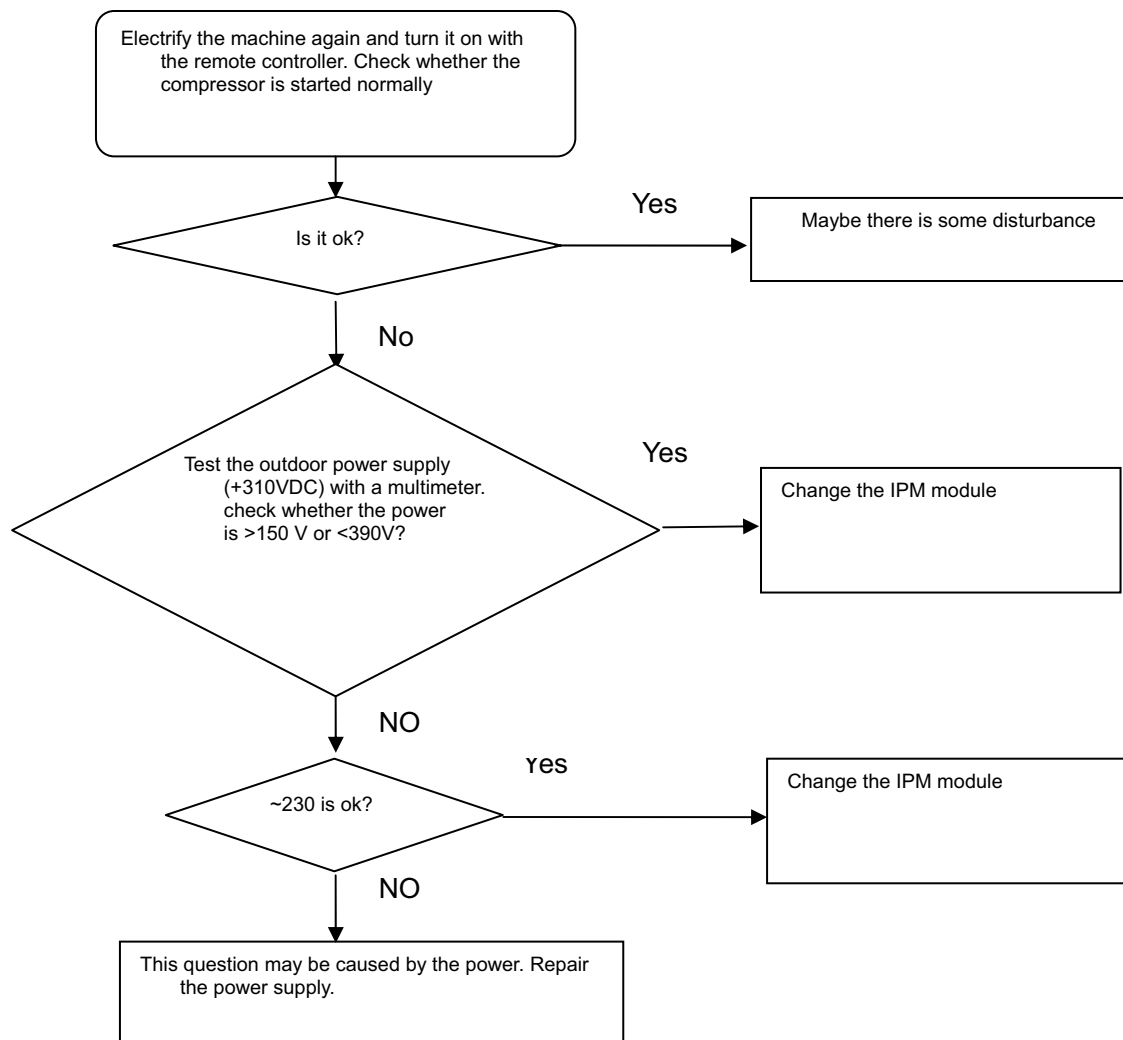 Electrify the machine again and turn it on with
the remote controller. Check whether the
compressor is started normally
Yes
Is it ok?
Maybe there is some disturbance
No
Test the outdoor power supply
(+310VDC) with a multimeter.
check whether the power
is >150 V or <390V?
Yes
Change the IPM module
NO
~230 is ok?
Yes
Change the IPM module
NO
This question may be caused by the power. Repair
the power supply.